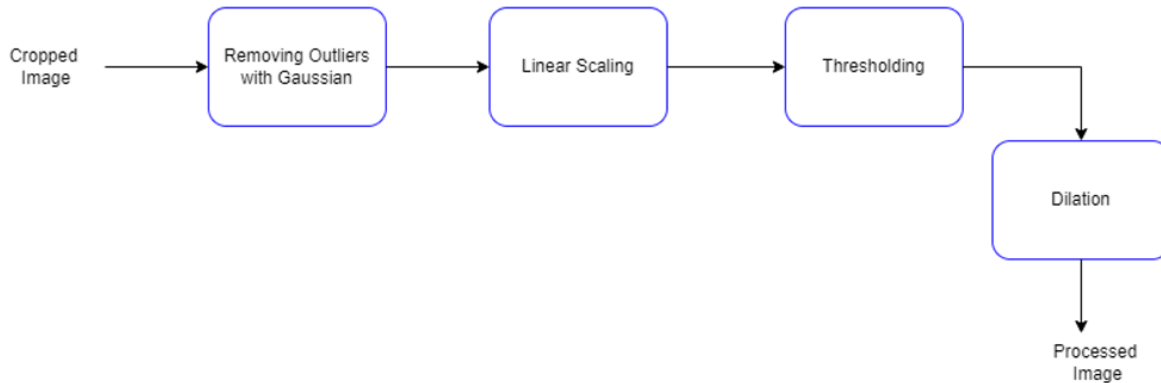 Cropped
Image
Removing Outliers
with Gaussian
Linear Scaling
Thresholding
Dilation
Processed
Image